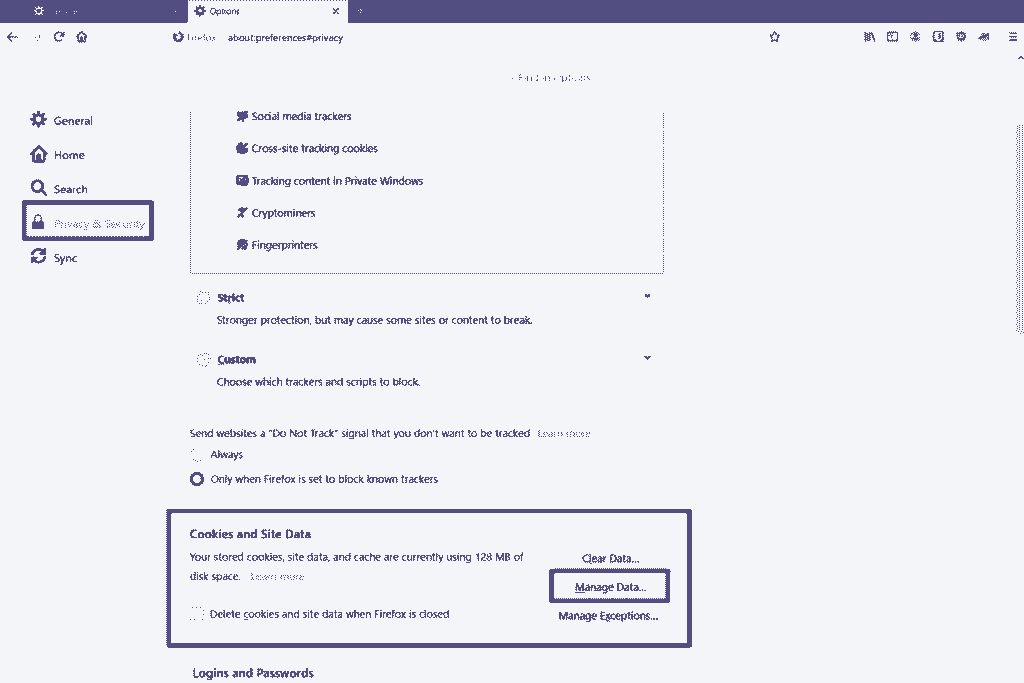 Options
Firefox about:preferences#privacy
General
Home
Search
Privacy & Security
Sync
Social media trackers
Cross-site tracking cookies
Tracking content in Private Windows
Cryptominers
Fingerprinters
Strict
Stronger protection, but may cause some sites or content to break.
Custom
Choose which trackers and scripts to block.
Send websites a "Do Not Track" signal that you don't want to be tracked Learn more
Always
Only when Firefox is set to block known trackers
Cookies and Site Data
Your stored cookies, site data, and cache are currently using 128 MB of
disk space. Learn more
Delete cookies and site data when Firefox is closed
Clear Data...
Manage Data...
Manage Exceptions...
Logins and Passwords